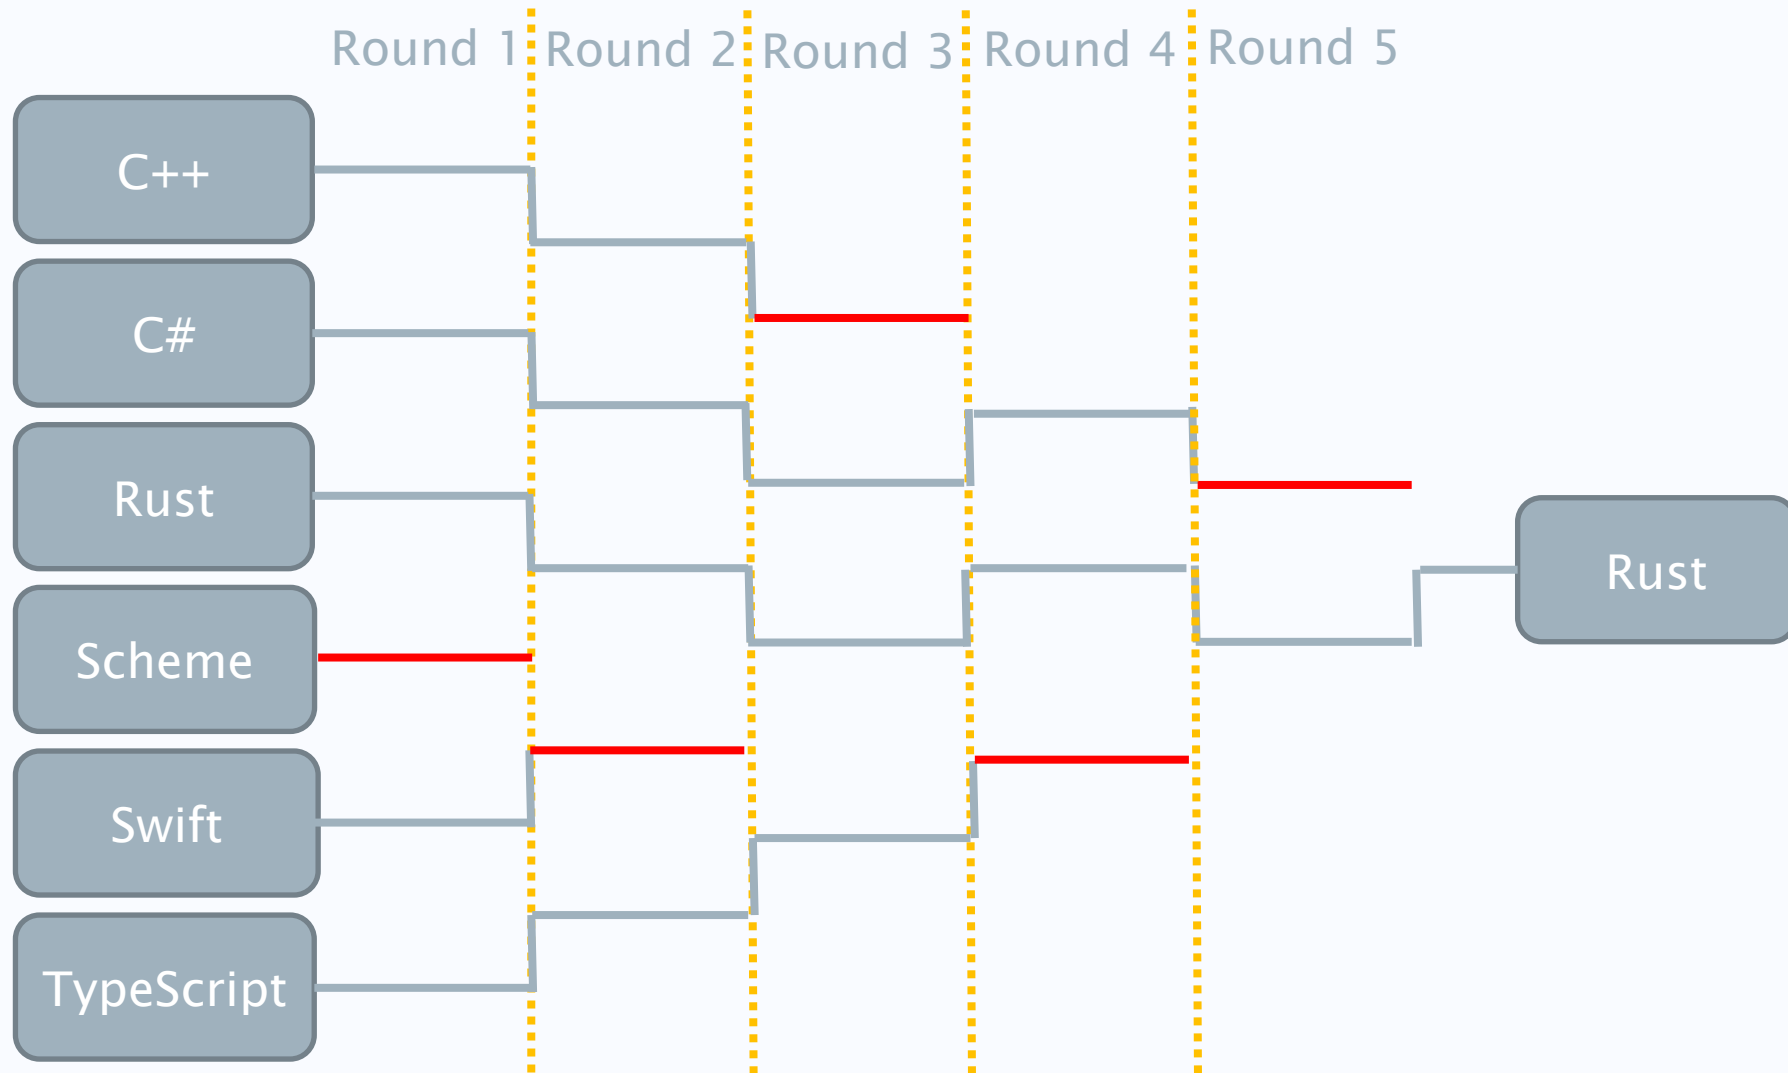 Round 1 Round 2 Round 3 Round 4 Round 5
C++
C#
Rust
Scheme
Swift
TypeScript
Rust